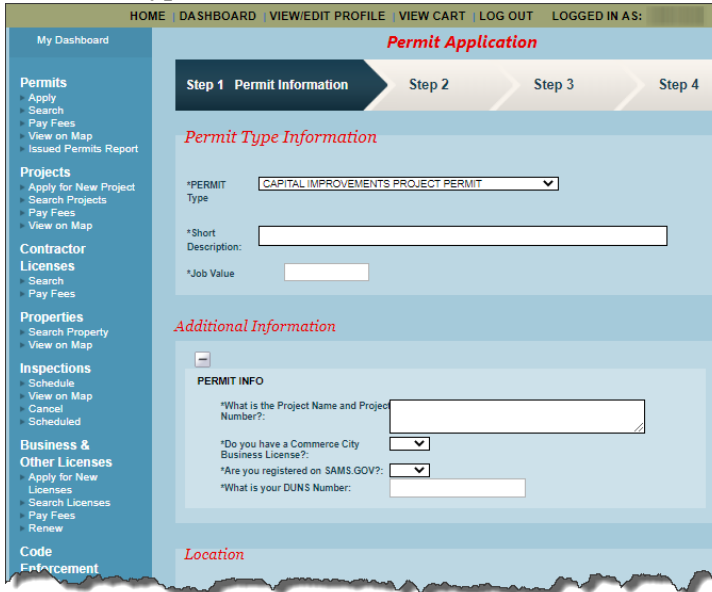 HOME | DASHBOARD | VIEW/EDIT PROFILE | VIEW CART | LOG OUT LOGGED IN AS:
My Dashboard
Permit Application
Permits
Apply
Search
Pay Fees
View on Map
Issued Permits Report
Projects
Apply for New Project
Search Projects
Pay Fees
View on Map
Contractor
Licenses
Search
Pay Fees
Properties
Search Property
View on Map
Inspections
Schedule
View on Map
Cancel
Scheduled
Business &
Other Licenses
Apply for New
Licenses
Search Licenses
Pay Fees
Renew
Code
Enforcement
Step 1 Permit Information Step 2 Step 3 Step 4
Permit Type Information
*PERMIT CAPITAL IMPROVEMENTS PROJECT PERMIT
Type
*Short
Description:
*Job Value
Additional Information
PERMIT INFO
*What is the Project Name and Project
Number?:
*Do you have a Commerce City
Business License?:
*Are you registered on SAMS.GOV?:
*What is your DUNS Number:
Location